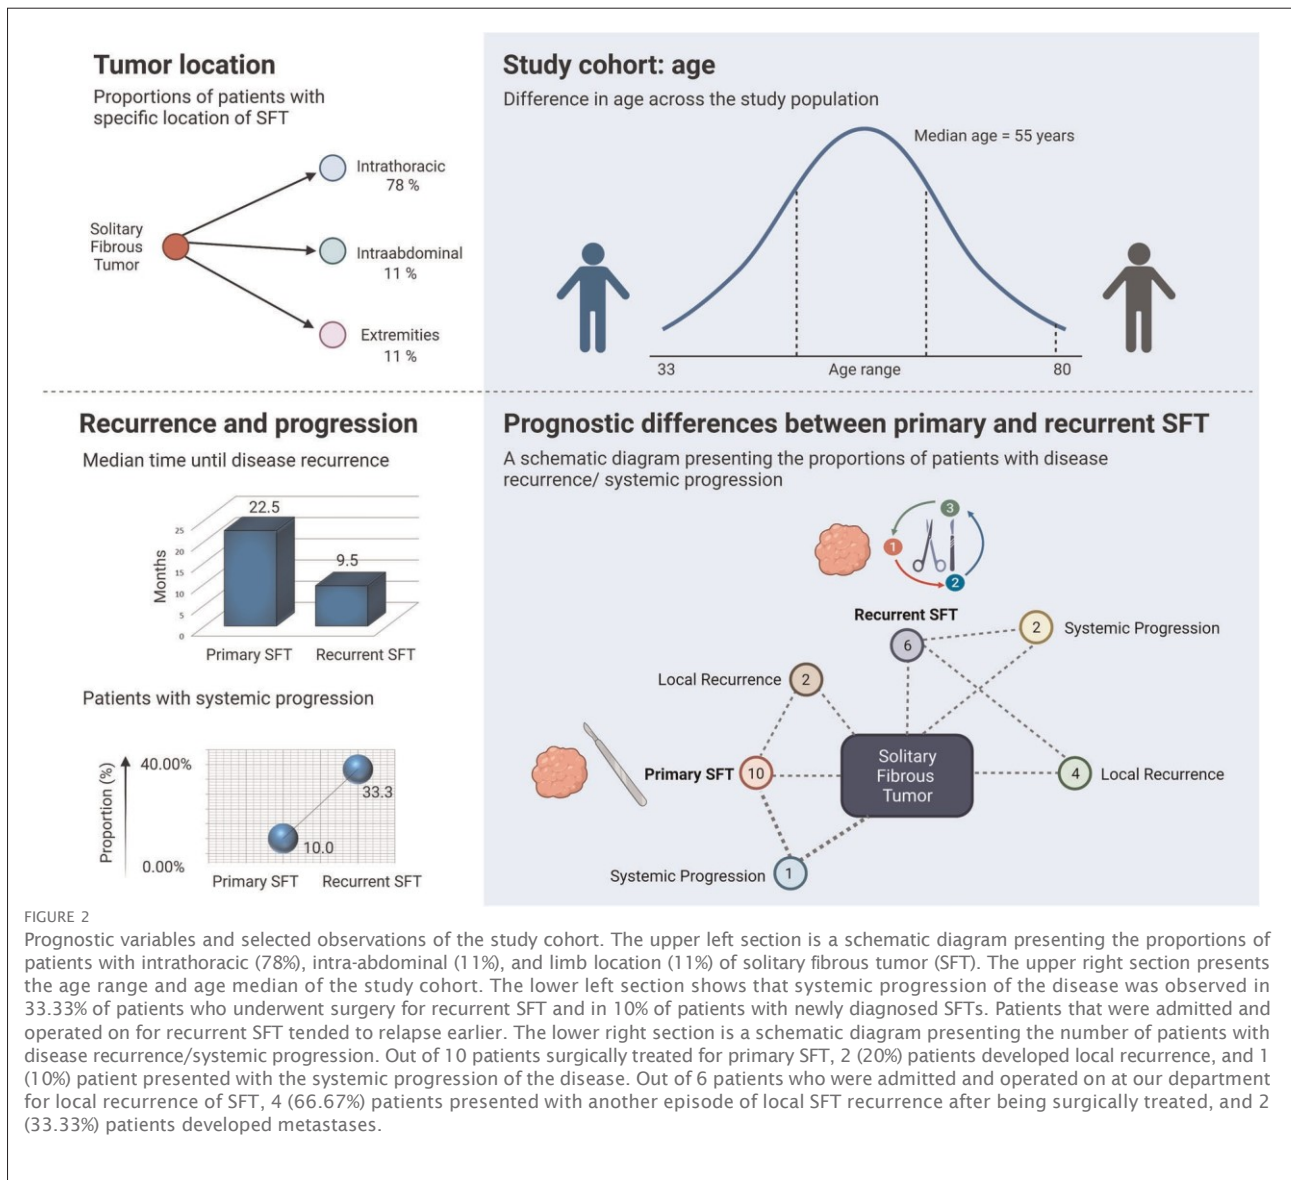 Tumor location
Proportions of patients with
specific location of SFT
Solitary
Fibrous
Tumor
Intrathoracic
78 %
Intraabdominal
11 %
Extremities
11 %
Study cohort: age
Difference in age across the study population
Median age = 55 years
33
Age range
80
Recurrence and progression
Median time until disease recurrence
Months
25
20
15
10
5
0
22.5
9.5
Primary SFT
Recurrent SFT
Patients with systemic progression
Proportion (%)
40.00%
0.00%
33.3
10.0
Primary SFT
Recurrent SFT
Prognostic differences between primary and recurrent SFT
A schematic diagram presenting the proportions of patients with disease
recurrence/ systemic progression
3
1
2
Recurrent SFT
6
2
Systemic Progression
Local Recurrence
2
Primary SFT
10
Solitary
Fibrous
Tumor
4
Local Recurrence
Systemic Progression
1
FIGURE 2
Prognostic variables and selected observations of the study cohort. The upper left section is a schematic diagram presenting the proportions of
patients with intrathoracic (78%), intra-abdominal (11%), and limb location (11%) of solitary fibrous tumor (SFT). The upper right section presents
the age range and age median of the study cohort. The lower left section shows that systemic progression of the disease was observed in
33.33% of patients who underwent surgery for recurrent SFT and in 10% of patients with newly diagnosed SFTs. Patients that were admitted and
operated on for recurrent SFT tended to relapse earlier. The lower right section is a schematic diagram presenting the number of patients with
disease recurrence/systemic progression. Out of 10 patients surgically treated for primary SFT, 2 (20%) patients developed local recurrence, and 1
(10%) patient presented with the systemic progression of the disease. Out of 6 patients who were admitted and operated on at our department
for local recurrence of SFT, 4 (66.67%) patients presented with another episode of local SFT recurrence after being surgically treated, and 2
(33.33%) patients developed metastases.